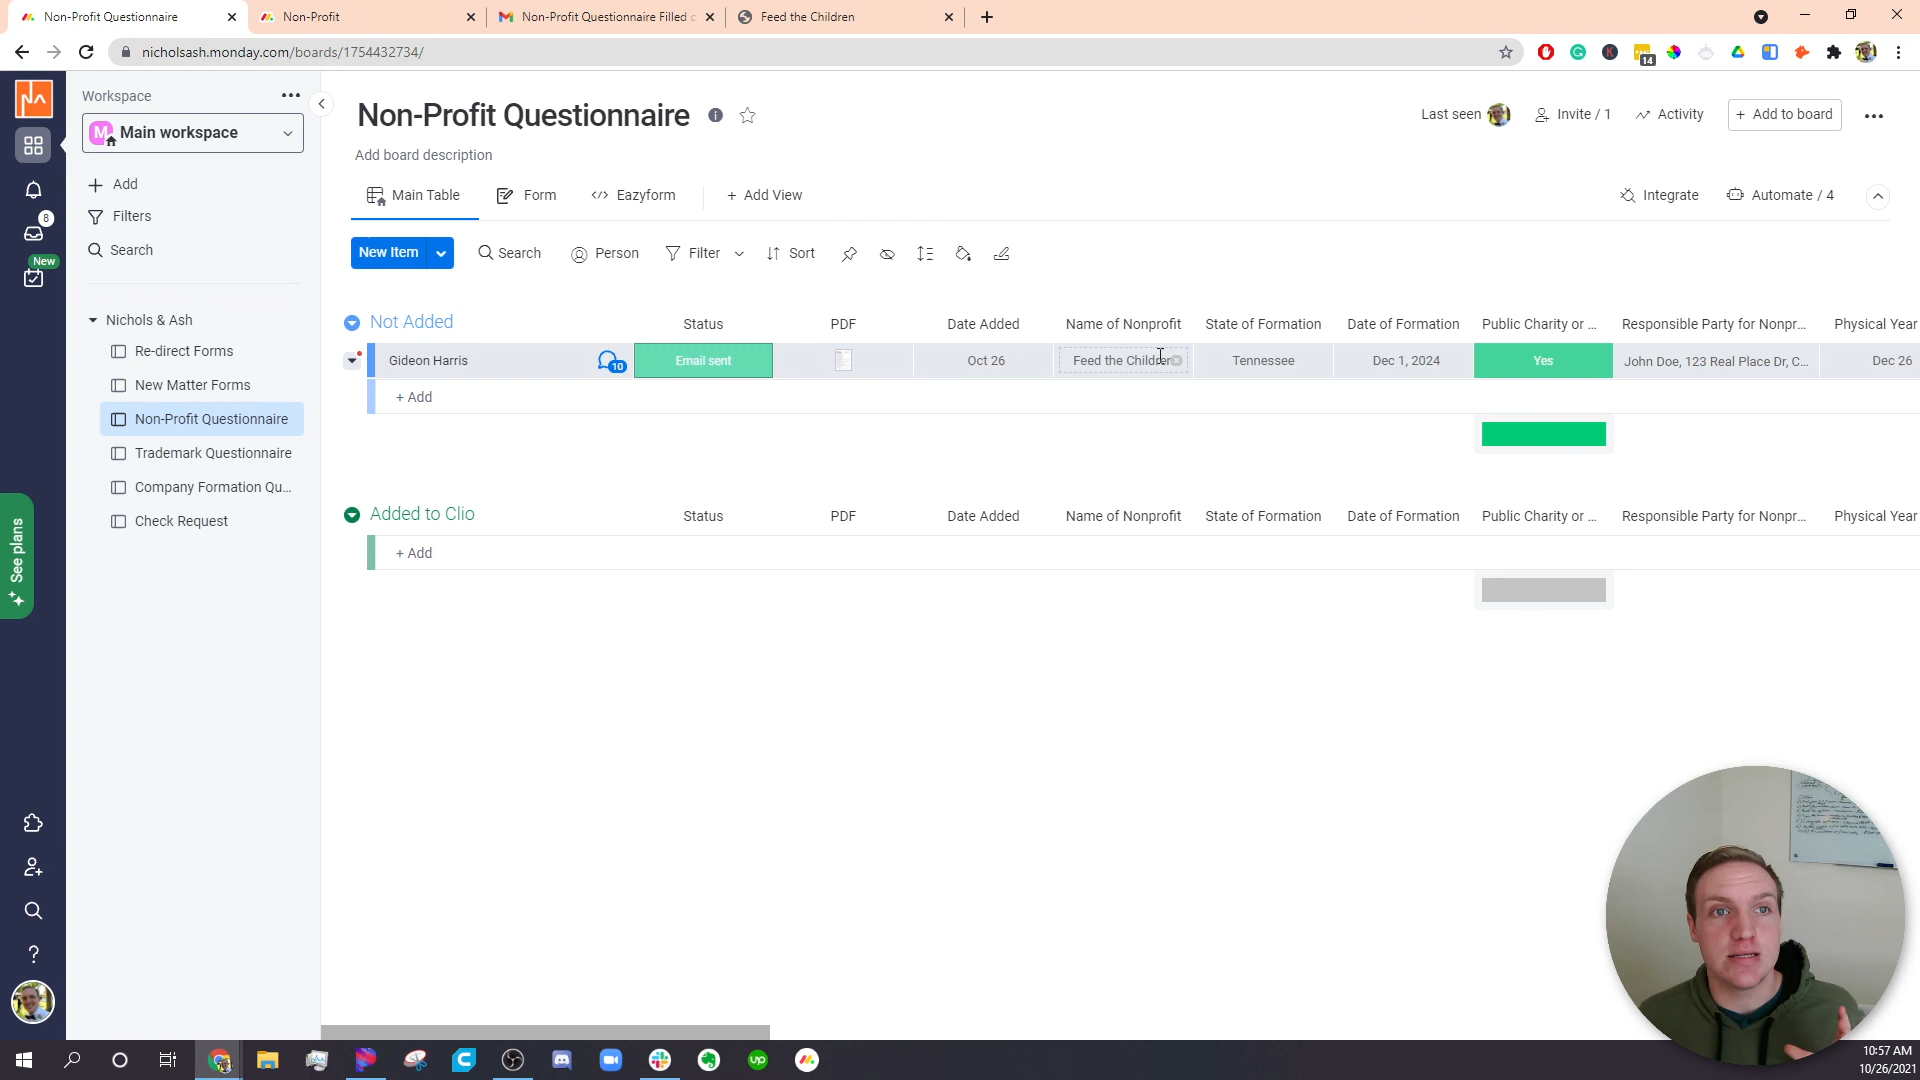 Non-Profit Questionnaire
Non-Profit
Non-Profit Questionnaire Filled
Feed the Children
nicholsash.monday.com/boards/1754432734/
14
Workspace
M Main workspace
Add
Filters
Search
8
New
Nichols & Ash
Re-direct Forms
New Matter Forms
Non-Profit Questionnaire
Trademark Questionnaire
Company Formation Qu...
Check Request
See plans
Non-Profit Questionnaire
Add board description
Last seen
Invite / 1
Activity
+ Add to board
Main Table
Form
Eazyform
+ Add View
Integrate
Automate / 4
New Item
Search
Person
Filter
Sort
Not Added Status PDF Date Added Name of Nonprofit State of Formation Date of Formation Public Charity or ... Responsible Party for Nonpr... Physical Year
Gideon Harris 10 Email sent Oct 26 Feed the Children Tennessee Dec 1, 2024 Yes John Doe, 123 Real Place Dr, C... Dec 26
+ Add
Added to Clio Status PDF Date Added Name of Nonprofit State of Formation Date of Formation Public Charity or ... Responsible Party for Nonpr... Physical Year
+ Add
10:57 AM
10/26/2021